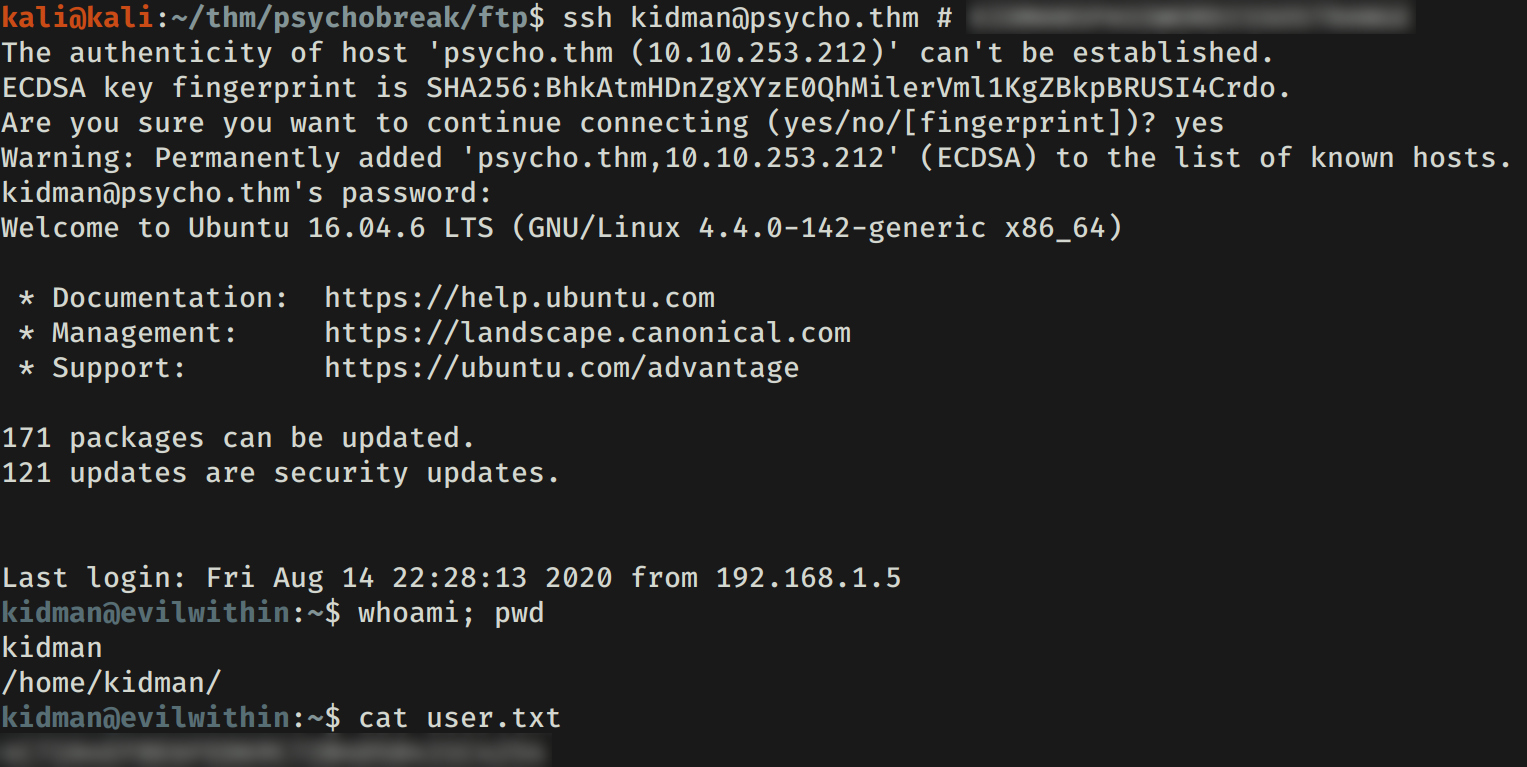 kali@kali:~/thm/psychobreak/ftp$ ssh kidman@psycho.thm #
The authenticity of host 'psycho.thm (10.10.253.212)' can't be established.
ECDSA key fingerprint is SHA256:BhkAtmHDnZgXYzE0QhMilerVml1KgZBkpBRUSI4Crdo.
Are you sure you want to continue connecting (yes/no/[fingerprint])? yes
Warning: Permanently added 'psycho.thm,10.10.253.212' (ECDSA) to the list of known hosts.
kidman@psycho.thm's password:
Welcome to Ubuntu 16.04.6 LTS (GNU/Linux 4.4.0-142-generic x86_64)
* Documentation:  https://help.ubuntu.com
* Management:     https://landscape.canonical.com
* Support:        https://ubuntu.com/advantage
171 packages can be updated.
121 updates are security updates.
Last login: Fri Aug 14 22:28:13 2020 from 192.168.1.5
kidman@evilwithin:~$ whoami; pwd
kidman
/home/kidman/
kidman@evilwithin:~$ cat user.txt